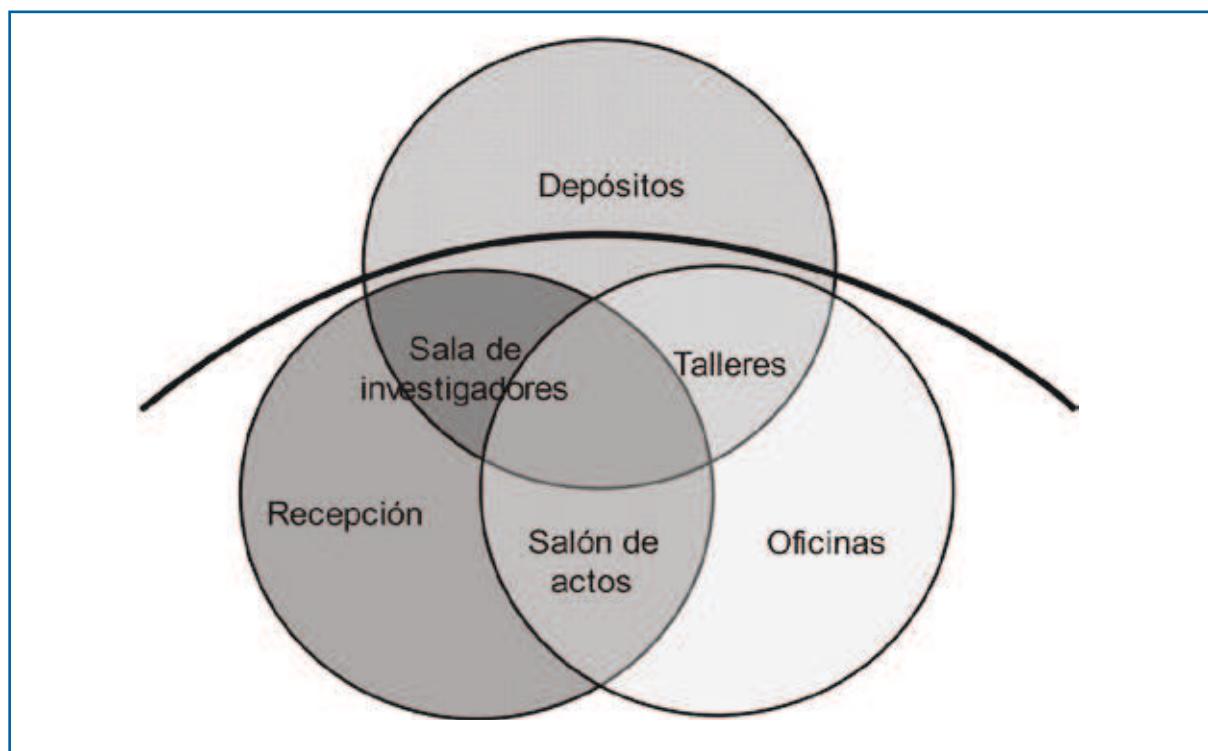 Depósitos
Sala de
investigadores
Talleres
Recepción
Salón de
actos
Oficinas